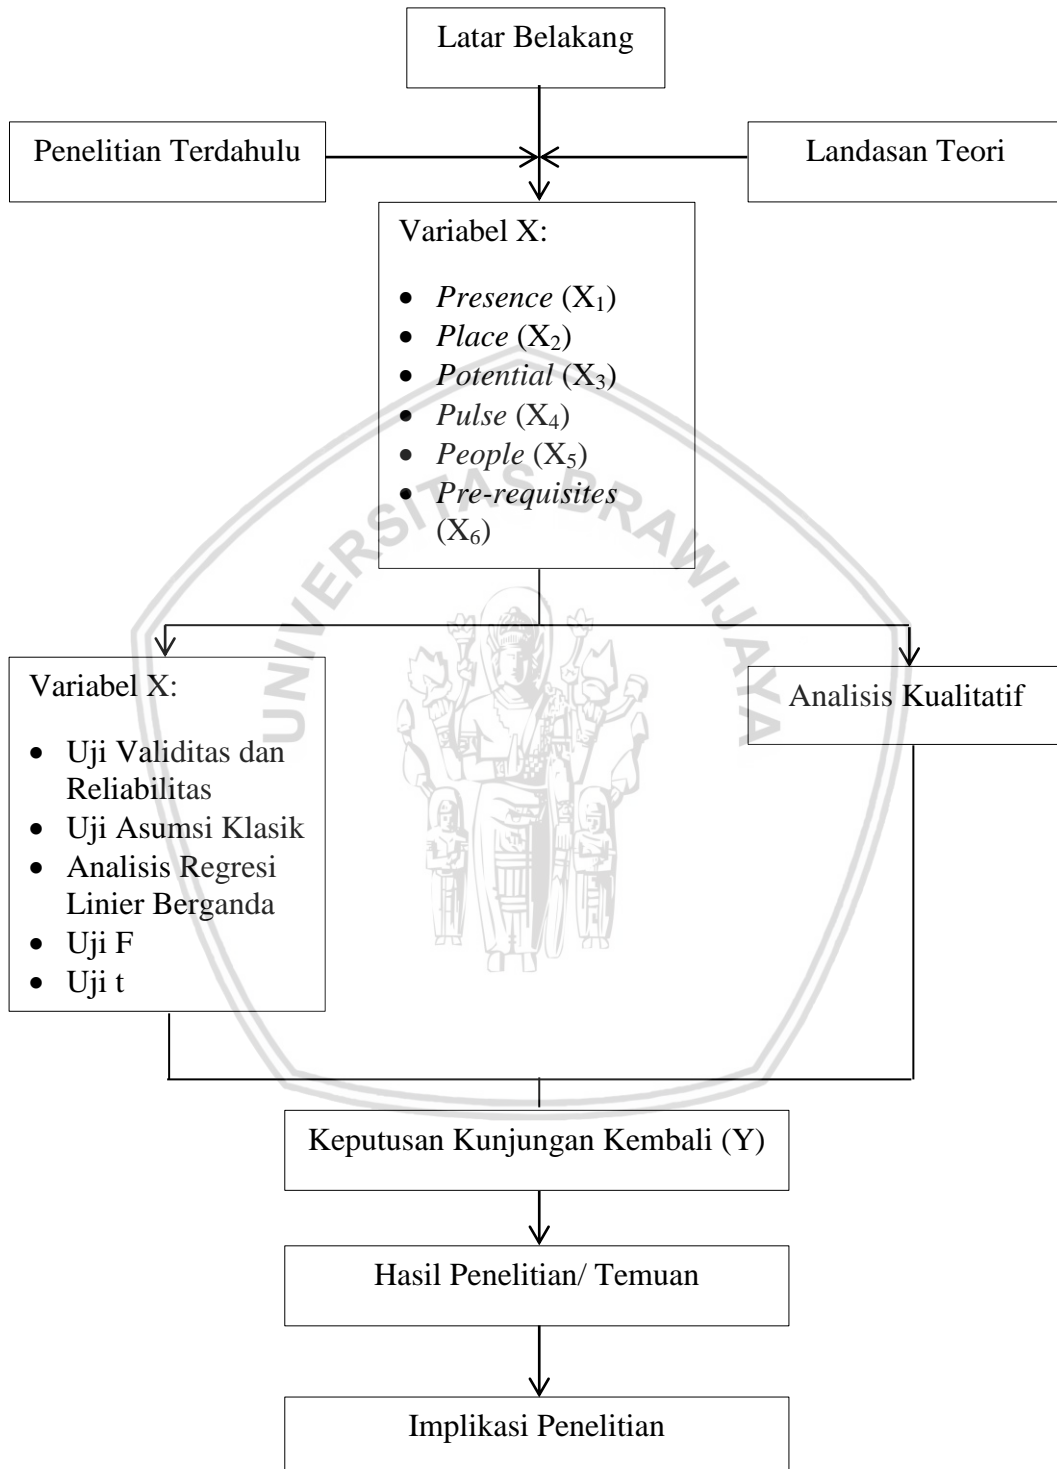 Latar Belakang
Penelitian Terdahulu
Landasan Teori
Variabel X:
• Presence (X₁)
• Place (X₂)
• Potential (X₃)
• Pulse (X₄)
• People (X₅)
• Pre-requisites
(X₆)
UNIVERSITAS BRAWIJAYA
Variabel X:
• Uji Validitas dan
Reliabilitas
• Uji Asumsi Klasik
• Analisis Regresi
Linier Berganda
• Uji F
• Uji t
Analisis Kualitatif
Keputusan Kunjungan Kembali (Y)
Hasil Penelitian/ Temuan
Implikasi Penelitian